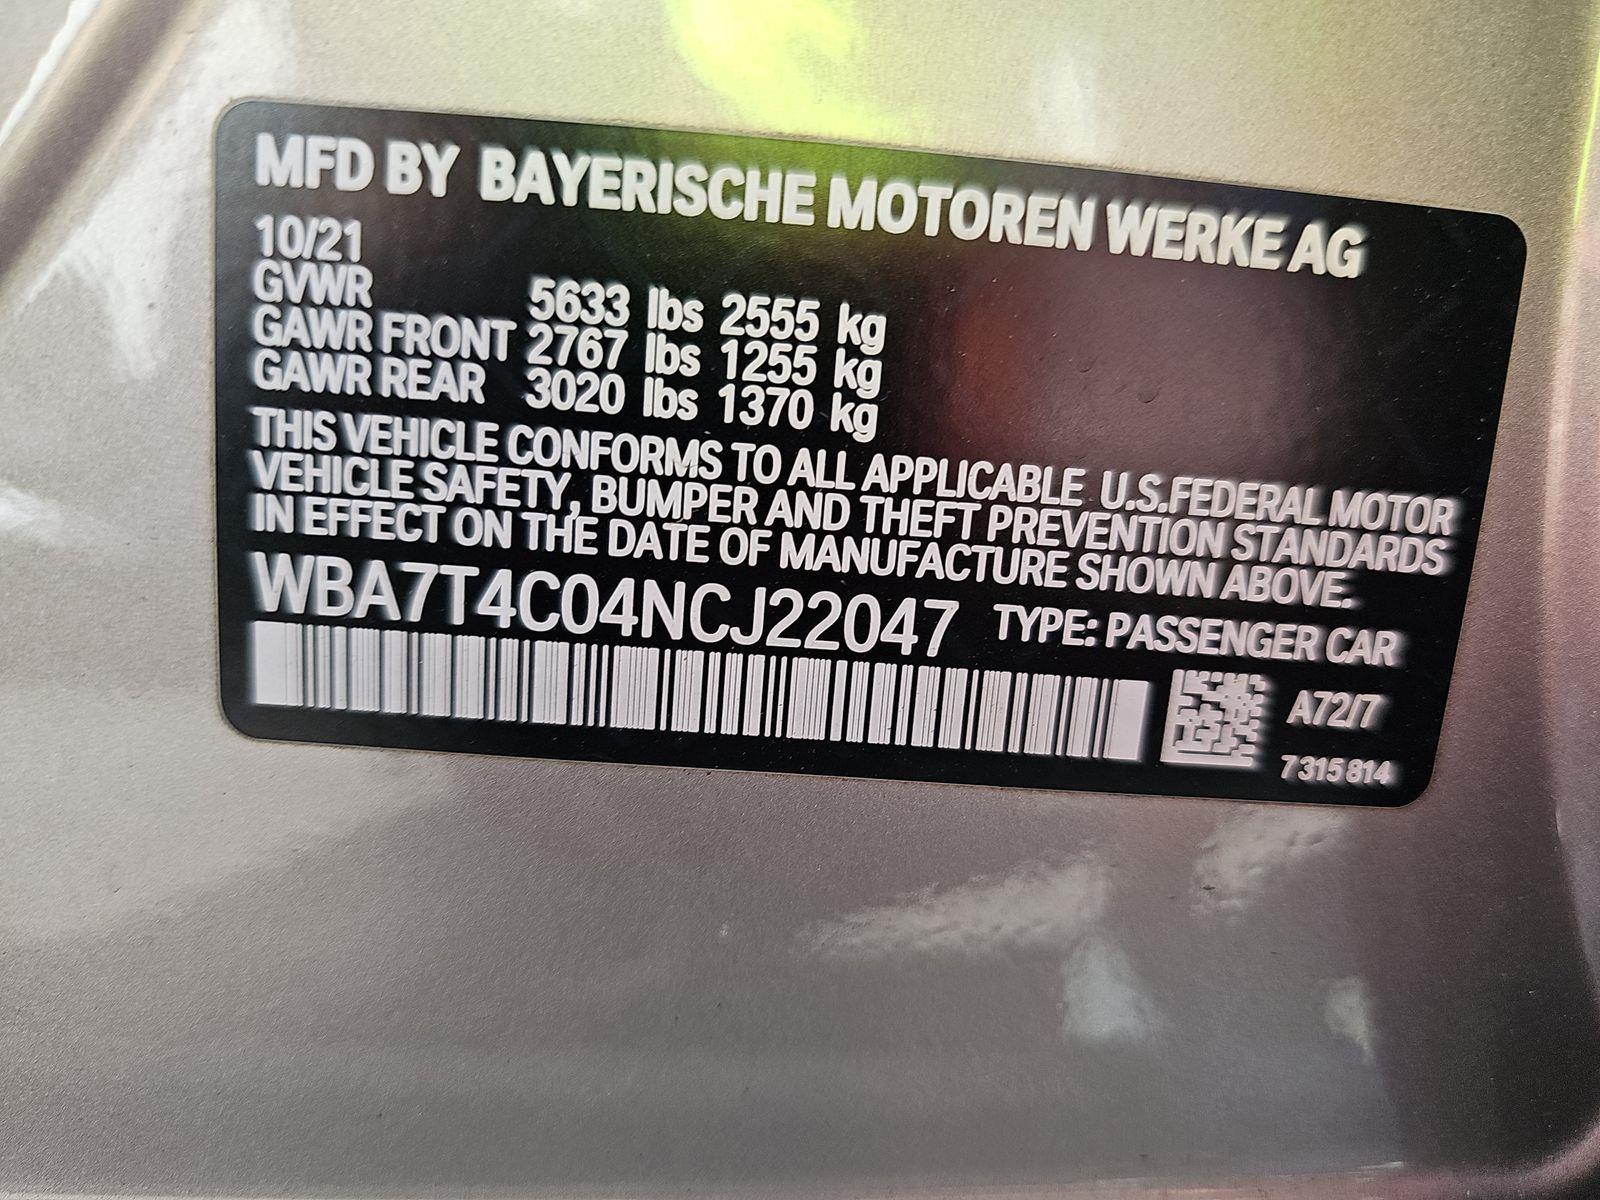 MFD BY BAYERISCHE MOTOREN WERKE AG
10/21
GVWR 5633 lbs 2555 kg
GAWR FRONT 2767 lbs 1255 kg
GAWR REAR 3020 lbs 1370 kg
THIS VEHICLE CONFORMS TO ALL APPLICABLE U.S.FEDERAL MOTOR
VEHICLE SAFETY, BUMPER AND THEFT PREVENTION STANDARDS
IN EFFECT ON THE DATE OF MANUFACTURE SHOWN ABOVE.
WBA7T4C04NCJ22047 TYPE: PASSENGER CAR
A72/7
7 315 814